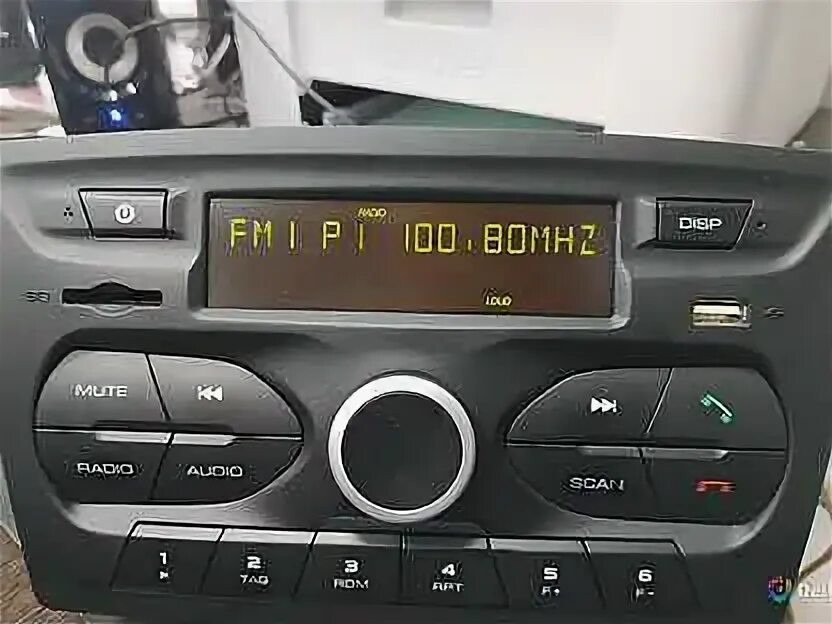 RADIO
FM1 P1 100.80MHZ
LOUD
DISP
SD
MUTE
RADIO
AUDIO
SCAN
1
2
TAG
3
RDM
4
RPT
5
F+
6
F-